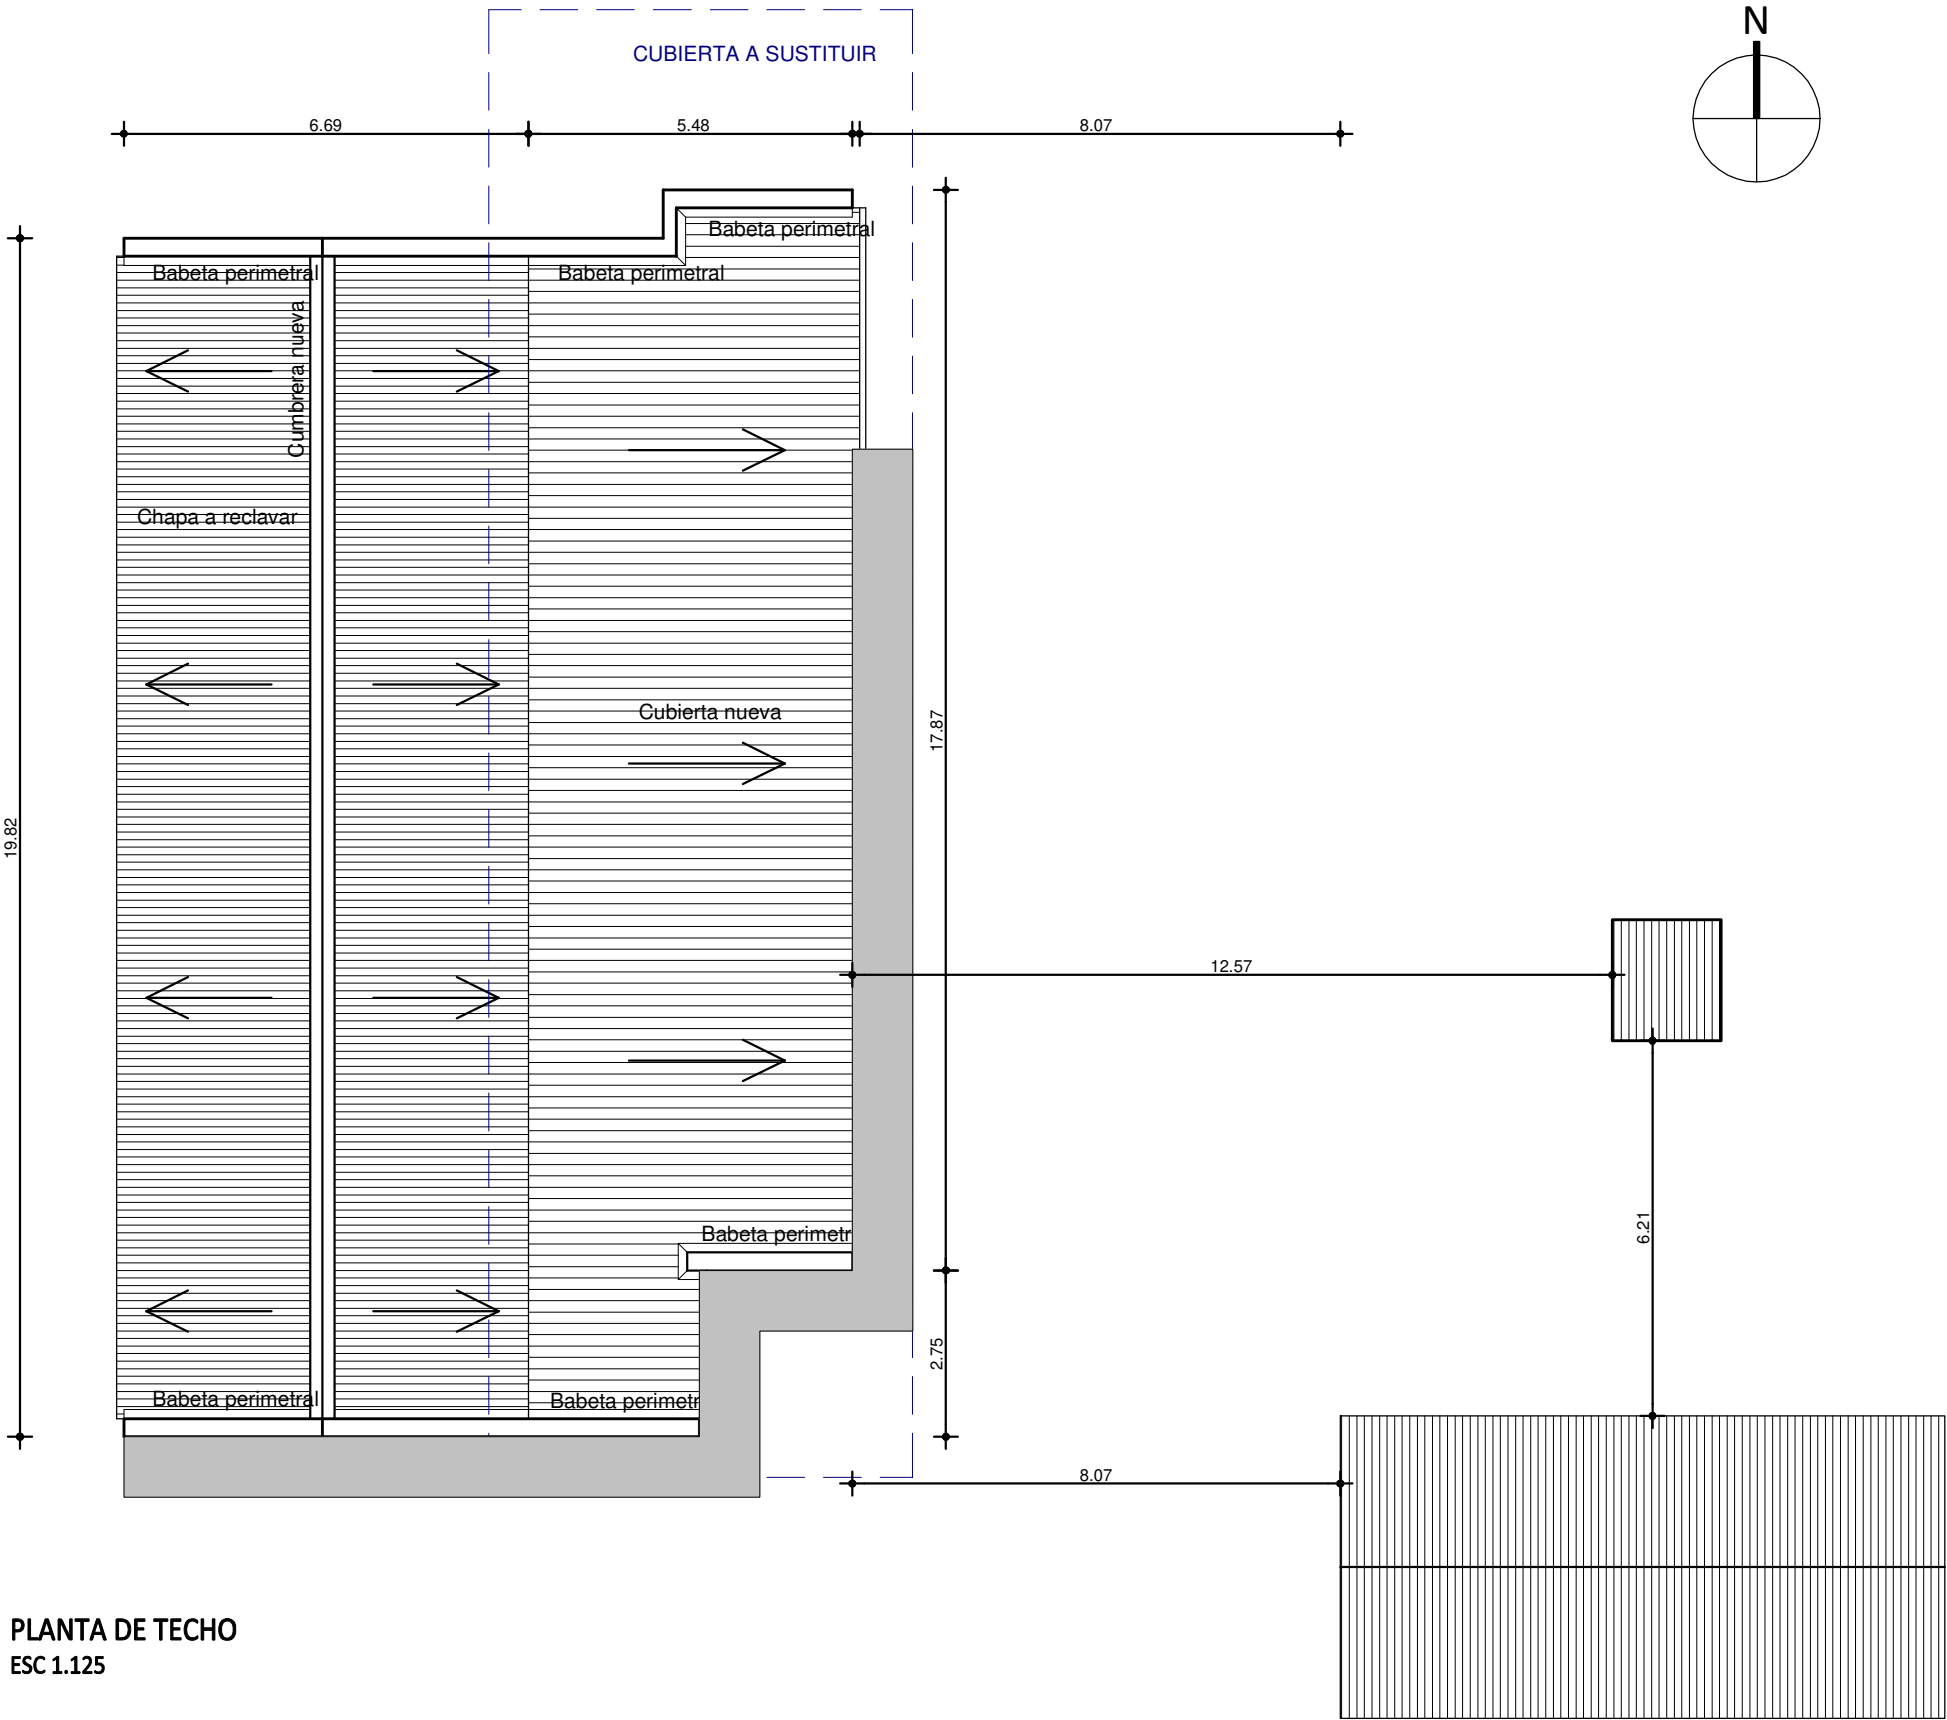 N
CUBIERTA A SUSTITUIR
6.69
5.48
8.07
Babeta perimetral
Babeta perimetral
Babeta perimetral
Cumbrera nueva
Chapa a reclavar
Cubierta nueva
17.87
19.82
12.57
6.21
Babeta perimetr
2.75
Babeta perimetral
Babeta perimetr
8.07
PLANTA DE TECHO
ESC 1.125